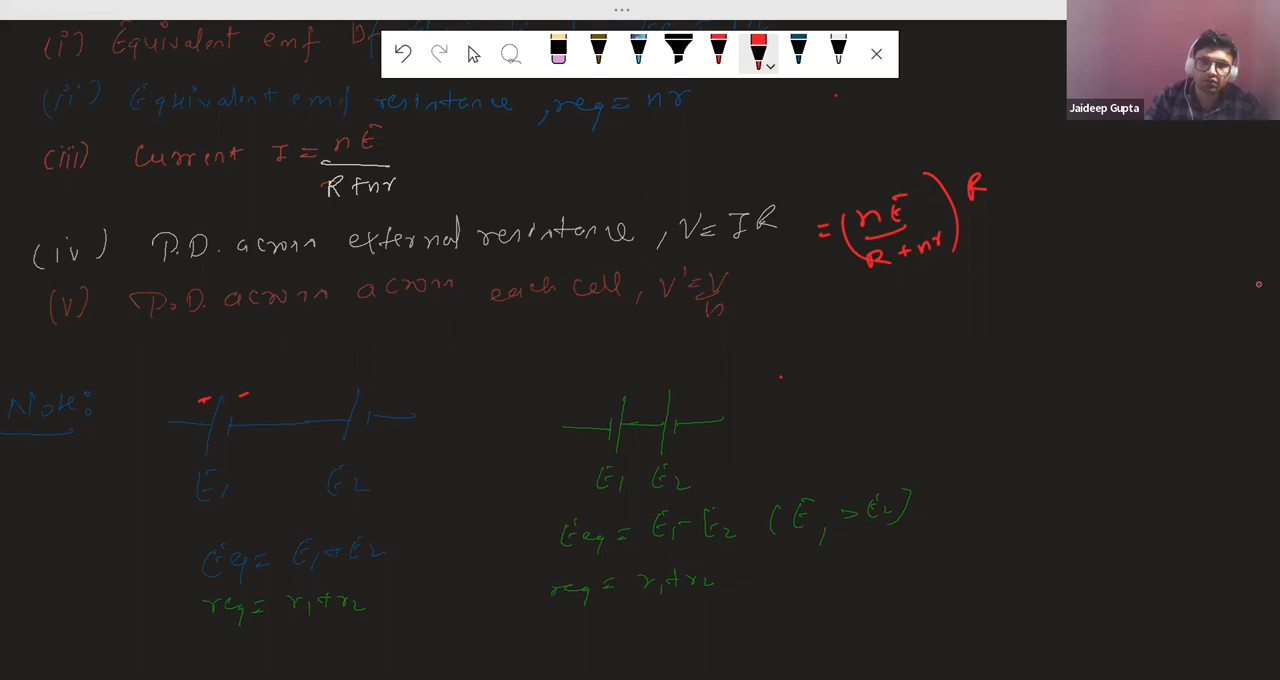 (i) Equivalent emf
(ii) Equivalent emf resistance, req = nr
(iii) Current I = nE / R + nr
(iv) P.D. across external resistance, V = IR = (nE / R + nr) R
(v) P.D. across across each cell, V' = V / n
Note:
E1 E2
Eeq = E1 + E2
req = r1 + r2
E1 E2
Eeq = E1 - E2 (E1 > E2)
req = r1 + r2
Jaideep Gupta